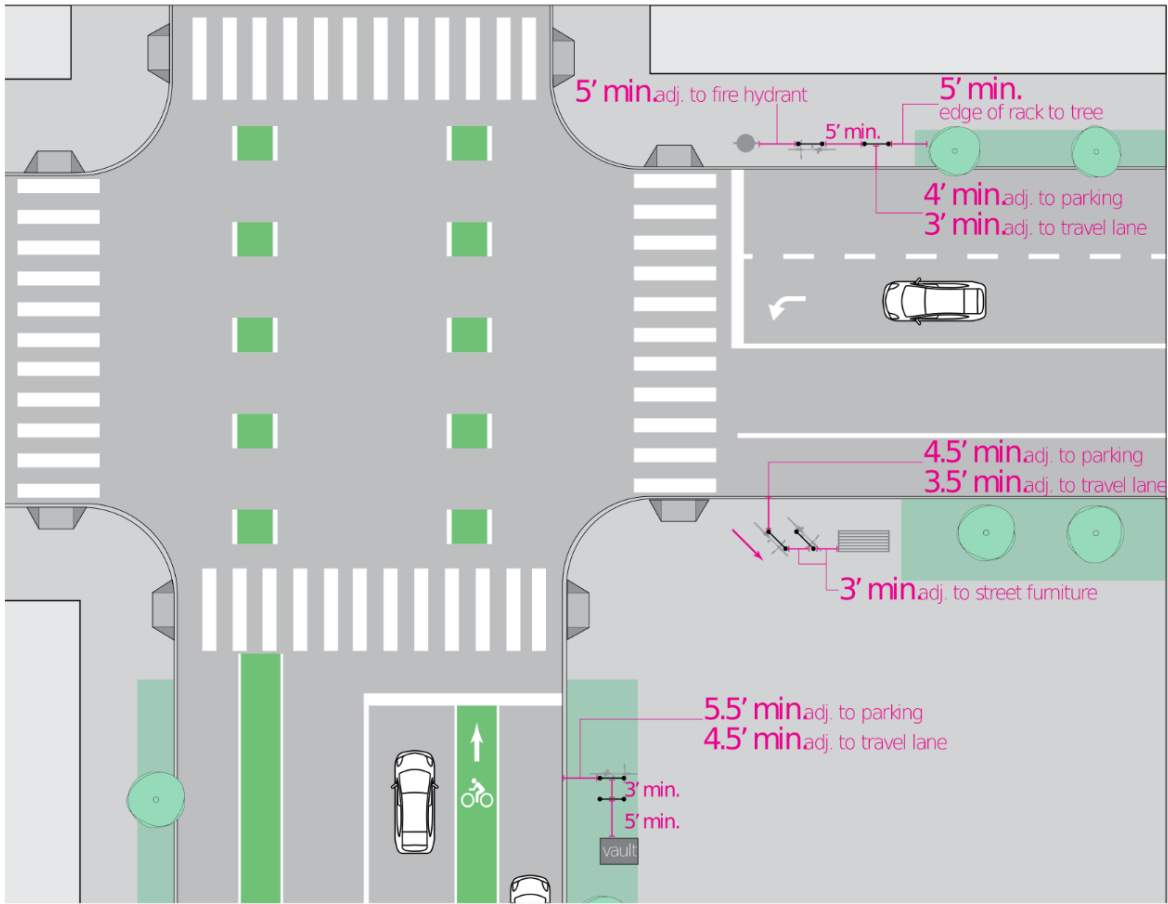 5' min.adj. to fire hydrant
5' min.
edge of rack to tree
5' min.
4' min.adj. to parking
3' min.adj. to travel lane
4.5' min.adj. to parking
3.5' min.adj. to travel lane
3' min.adj. to street furniture
5.5' min.adj. to parking
4.5' min.adj. to travel lane
3' min.
5' min.
vault